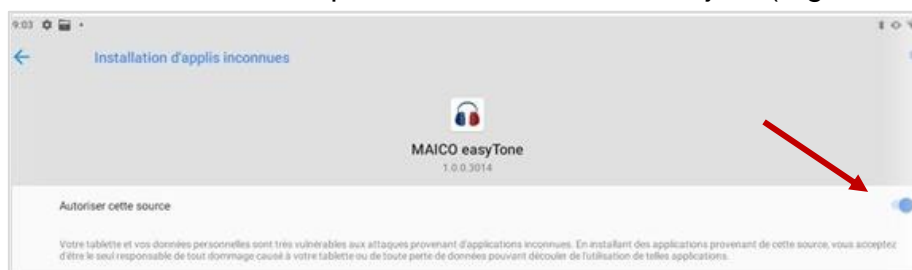 9:03
Installation d'applis inconnues
MAICO easyTone
1.0.0.3014
Autoriser cette source
Votre tablette et vos données personnelles sont très vulnérables aux attaques provenant d'applications inconnues. En installant des applications provenant de cette source, vous acceptez
d'être le seul responsable de tout dommage causé à votre tablette ou de toute perte de données pouvant découler de l'utilisation de telles applications.